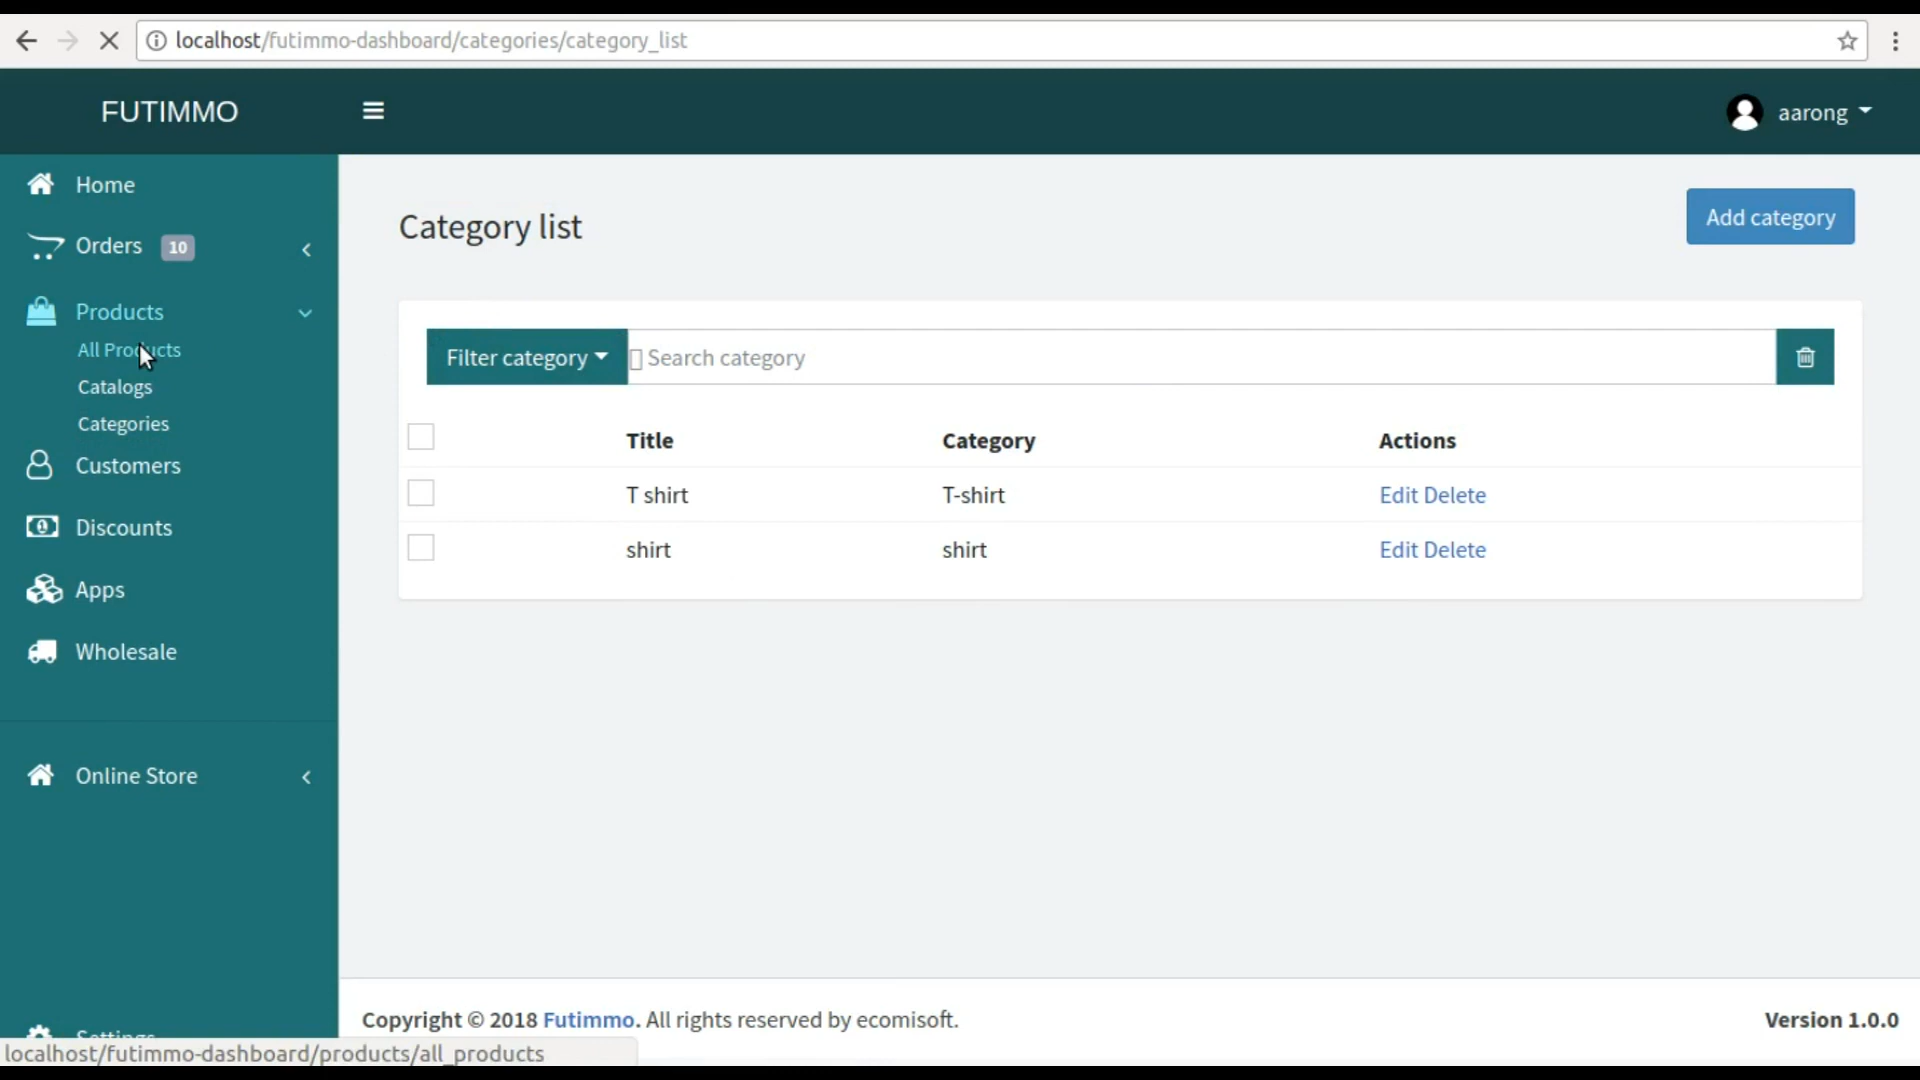 localhost/futimmo-dashboard/categories/category_list
FUTIMMO
aarong
Home
Orders 10
Products
All Products
Catalogs
Categories
Customers
Discounts
Apps
Wholesale
Online Store
Settings
Category list
Add category
Filter category
Search category
Title Category Actions
T shirt T-shirt Edit Delete
shirt shirt Edit Delete
Copyright © 2018 Futimmo. All rights reserved by ecomisoft.
Version 1.0.0
localhost/futimmo-dashboard/products/all_products